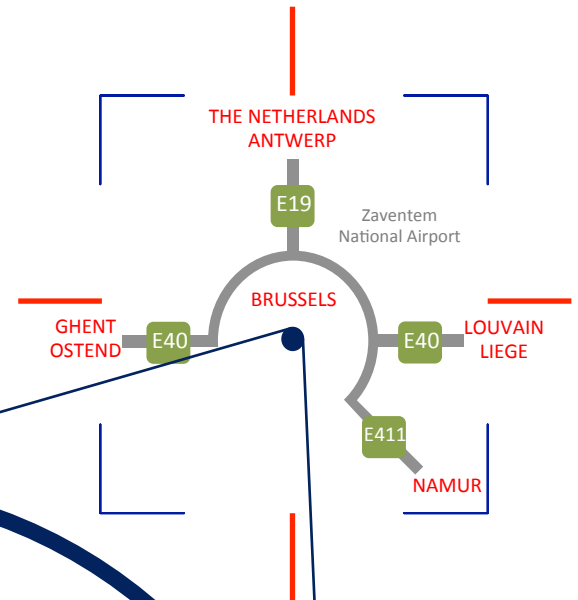 THE NETHERLANDS
ANTWERP
E19
Zaventem
National Airport
BRUSSELS
GHENT
OSTEND
E40
E40
LOUVAIN
LIEGE
E411
NAMUR